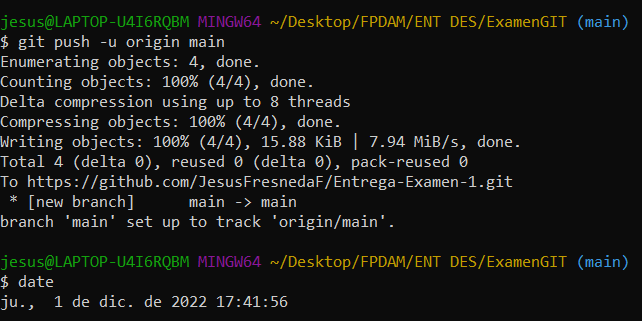 jesus@LAPTOP-U4I6RQBM MINGW64 ~/Desktop/FPDAM/ENT DES/ExamenGIT (main)
$ git push -u origin main
Enumerating objects: 4, done.
Counting objects: 100% (4/4), done.
Delta compression using up to 8 threads
Compressing objects: 100% (4/4), done.
Writing objects: 100% (4/4), 15.88 KiB | 7.94 MiB/s, done.
Total 4 (delta 0), reused 0 (delta 0), pack-reused 0
To https://github.com/JesusFresnedaF/Entrega-Examen-1.git
 * [new branch]      main -> main
branch 'main' set up to track 'origin/main'.
jesus@LAPTOP-U4I6RQBM MINGW64 ~/Desktop/FPDAM/ENT DES/ExamenGIT (main)
$ date
ju.,  1 de dic. de 2022 17:41:56